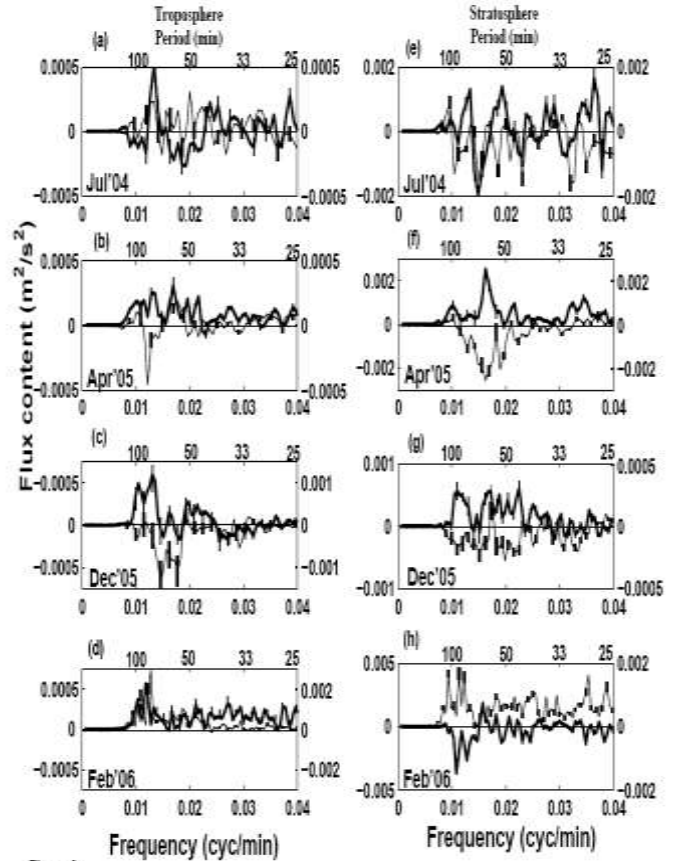 Troposphere
Period (min)
Stratosphere
Period (min)
Flux content (m²/s²)
(a)
100 50 33 25
0.0005 0.0005
0 0
−0.0005 −0.0005
Jul'04
0 0.01 0.02 0.03 0.04
(e)
100 50 33 25
0.002 0.002
0 0
−0.002 −0.002
Jul'04
0 0.01 0.02 0.03 0.04
(b)
100 50 33 25
0.0005 0.0005
0 0
−0.0005 −0.0005
Apr'05
0 0.01 0.02 0.03 0.04
(f)
100 50 33 25
0.002 0.002
0 0
−0.002 −0.002
Apr'05
0 0.01 0.02 0.03 0.04
(c)
100 50 33 25
−0.0005 0.001
0 0
−0.0005 −0.001
Dec'05
0 0.01 0.02 0.03 0.04
(g)
100 50 33 25
0.001 0.0005
0 0
−0.001 −0.0005
Dec'05
0 0.01 0.02 0.03 0.04
(d)
100 50 33 25
0.0005 0.002
0 0
−0.0005 −0.002
Feb'06
0 0.01 0.02 0.03 0.04
(h)
100 50 33 25
0.005 0.002
0 0
−0.005 −0.002
Feb'06
0 0.01 0.02 0.03 0.04
Frequency (cyc/min)
Frequency (cyc/min)